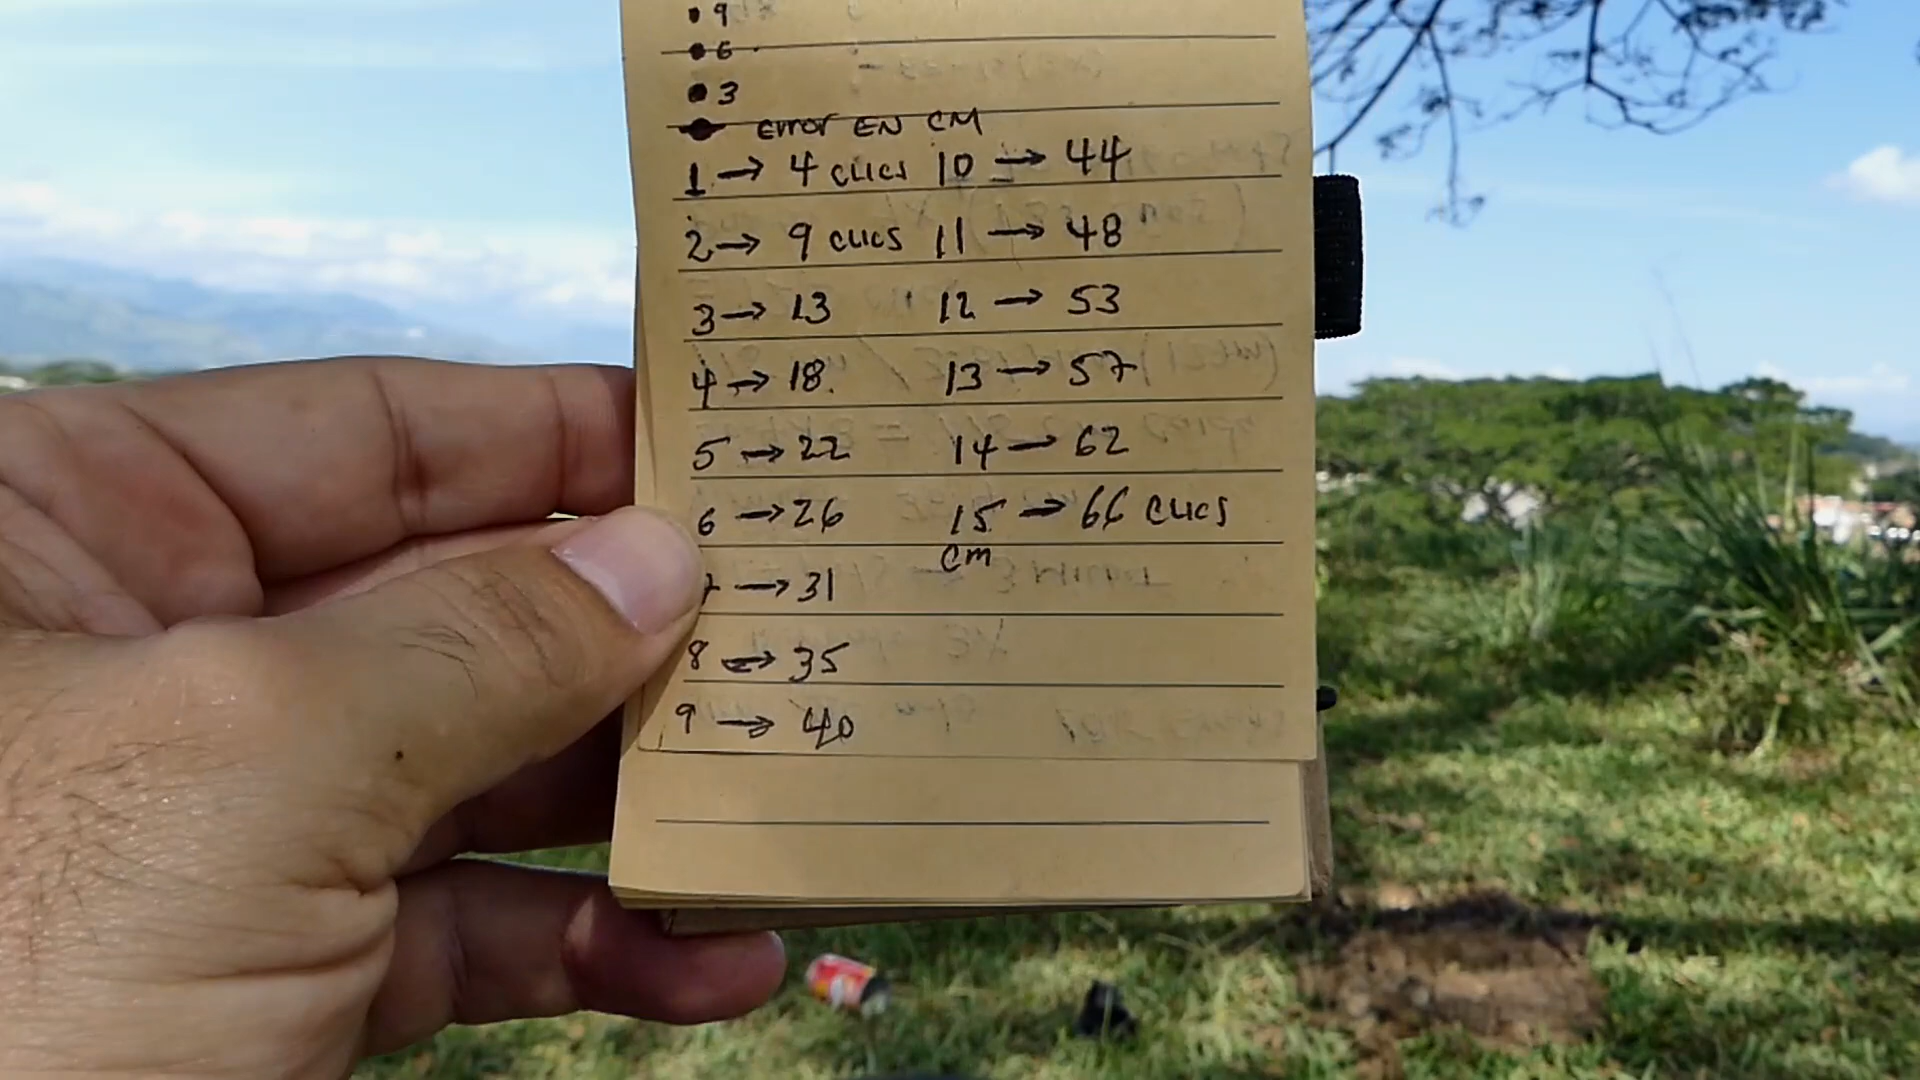 • 9
• 6
• 3
Error EN CM
1 → 4 clics 10 → 44
2 → 9 clics 11 → 48
3 → 13 12 → 53
4 → 18. 13 → 57
5 → 22 14 → 62
6 → 26 15 → 66 clics
cm
7 → 31
8 → 35
9 → 40